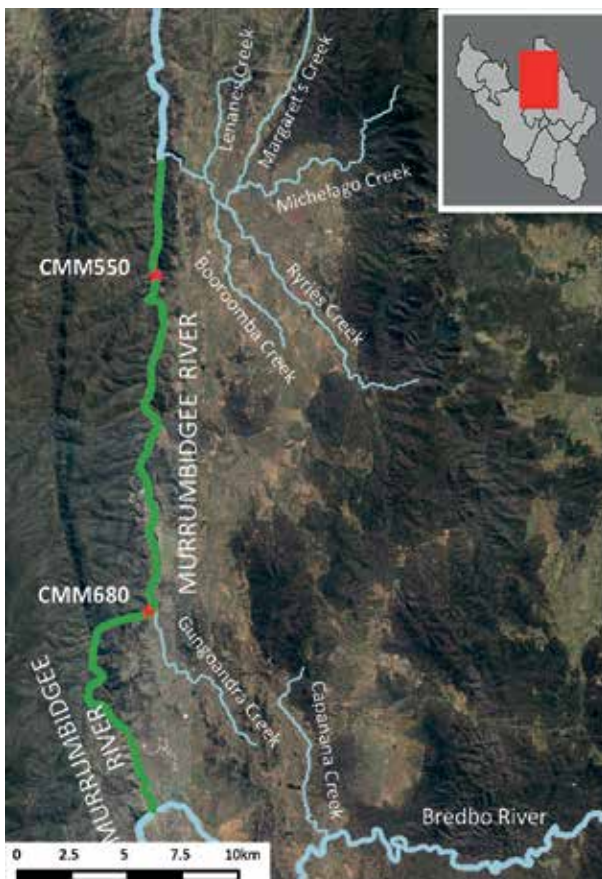 Lenanes Creek
Margaret's Creek
Michelago Creek
CMM550
Booroomba Creek
Ryries Creek
MURRUMBIDGEE RIVER
CMM680
Gungoandra Creek
MURRUMBIDGEE
RIVER
Capanana Creek
Bredbo River
0 2.5 5 7.5 10km